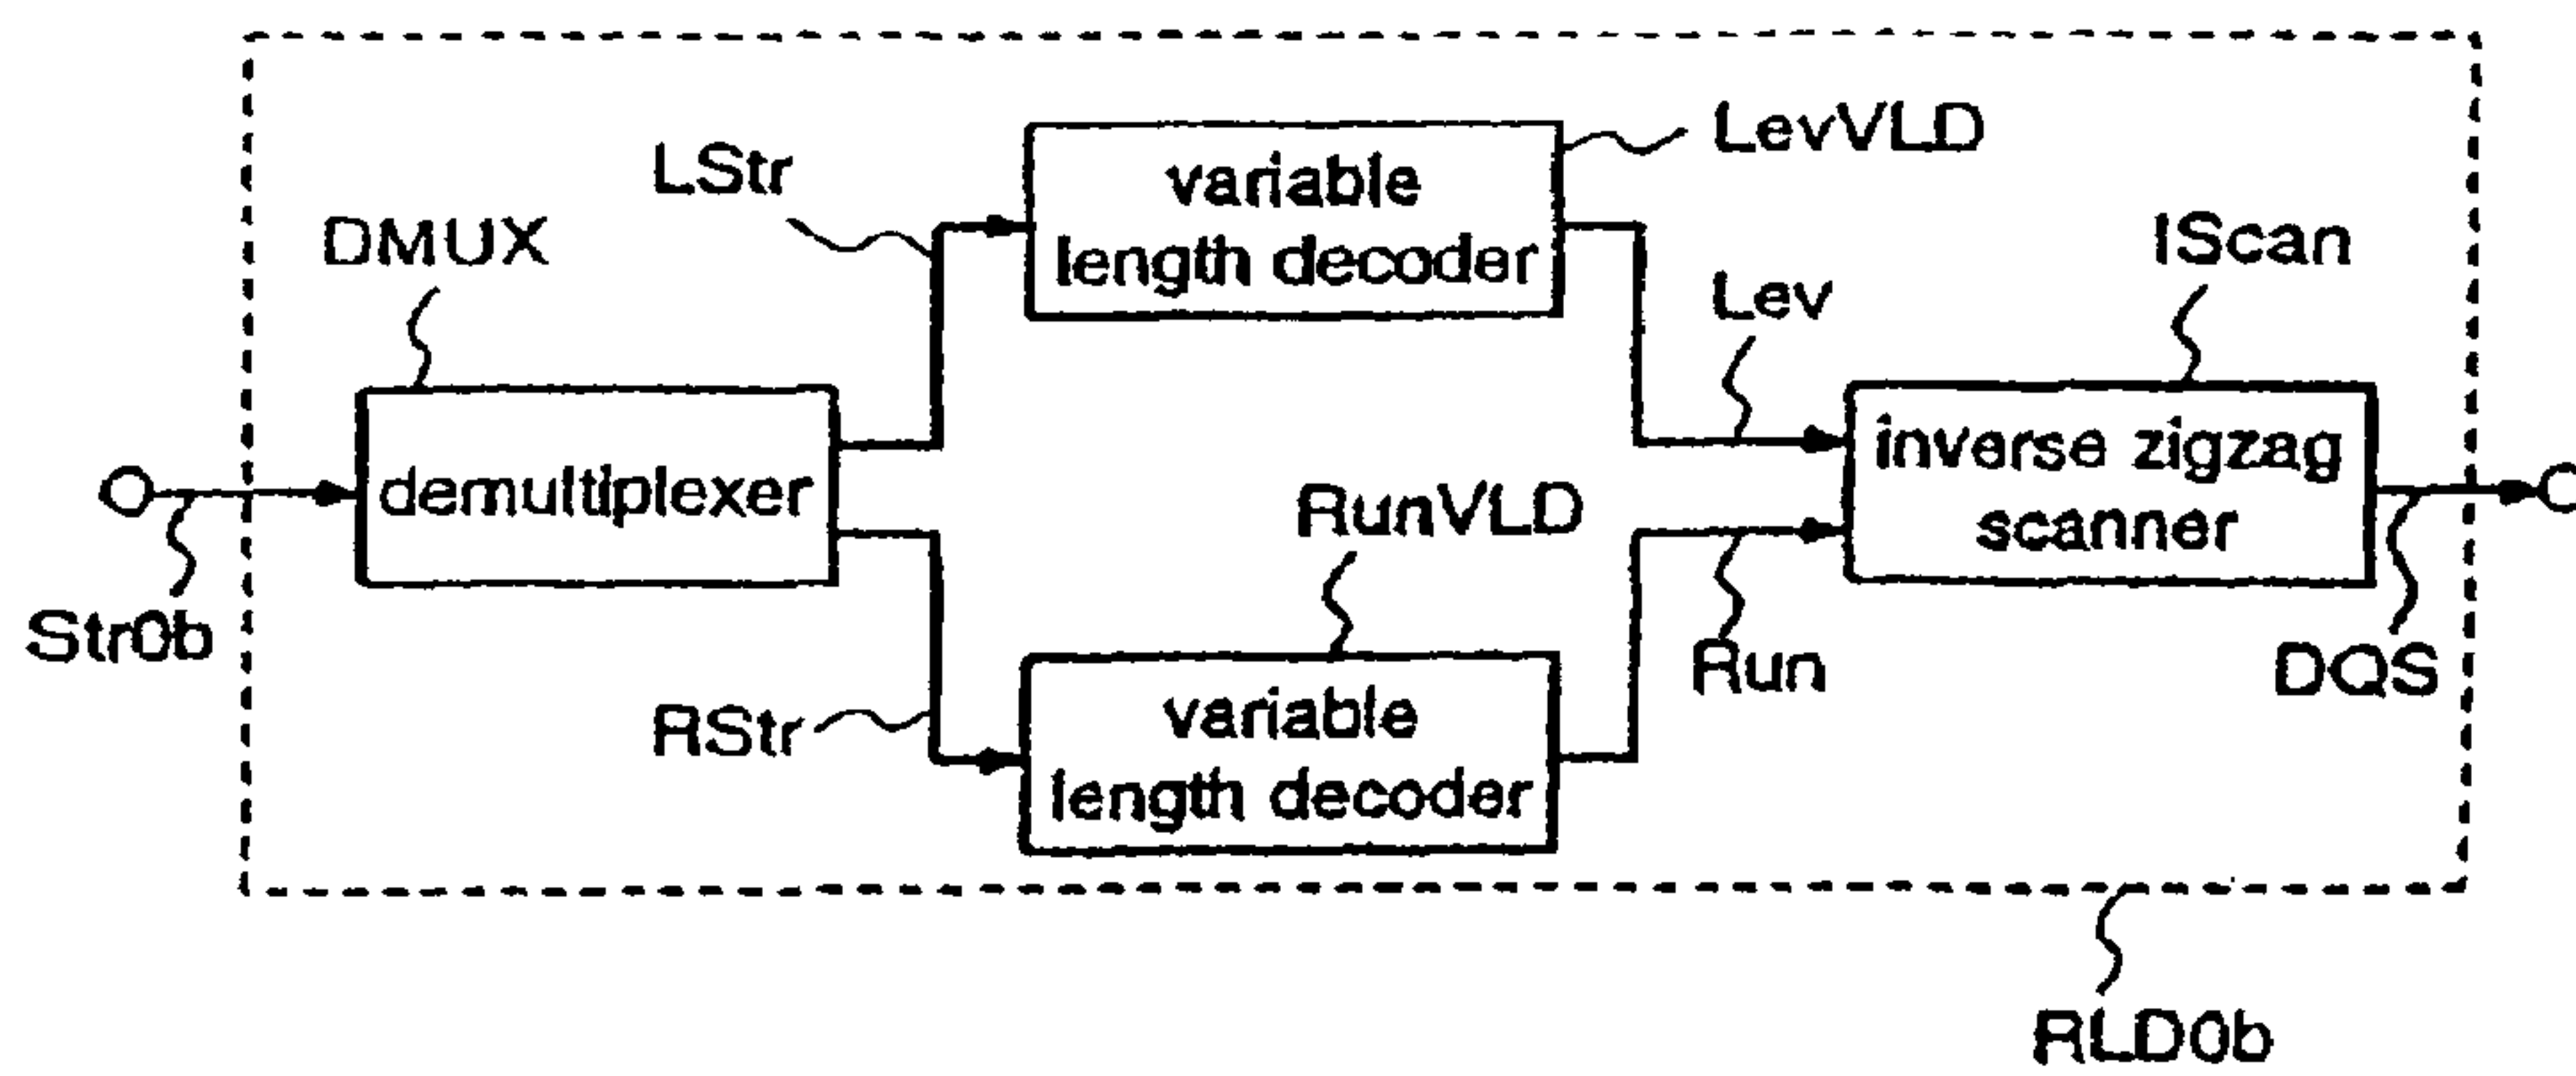 LStr
DMUX
variable
length decoder
LevVLD
Lev
IScan
demultiplexer
inverse zigzag
scanner
Str0b
RunVLD
Run
DQS
RStr
variable
length decoder
RLD0b